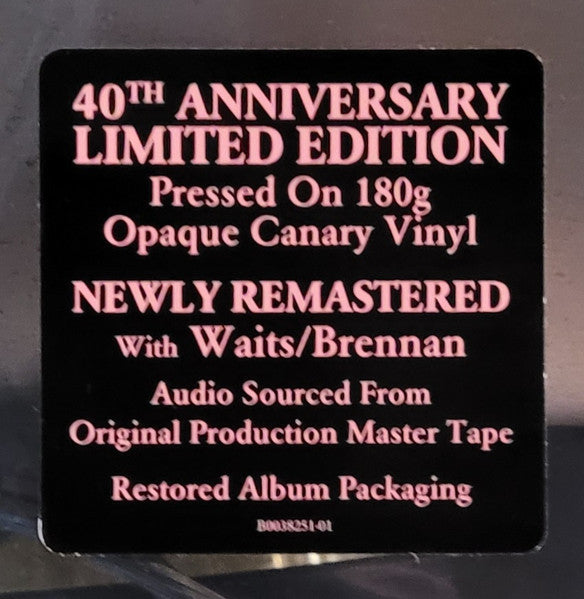 40TH ANNIVERSARY
LIMITED EDITION
Pressed On 180g
Opaque Canary Vinyl
NEWLY REMASTERED
With Waits/Brennan
Audio Sourced From
Original Production Master Tape
Restored Album Packaging
B0038251-01